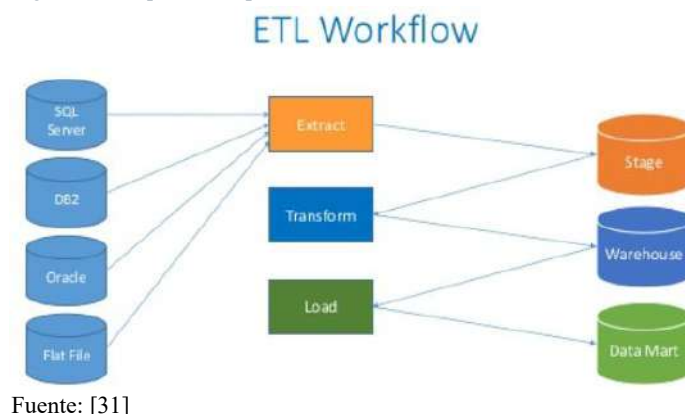 ETL Workflow
SQL
Server
Extract
Stage
DB2
Transform
Warehouse
Oracle
Load
Flat File
Data Mart
Fuente: [31]